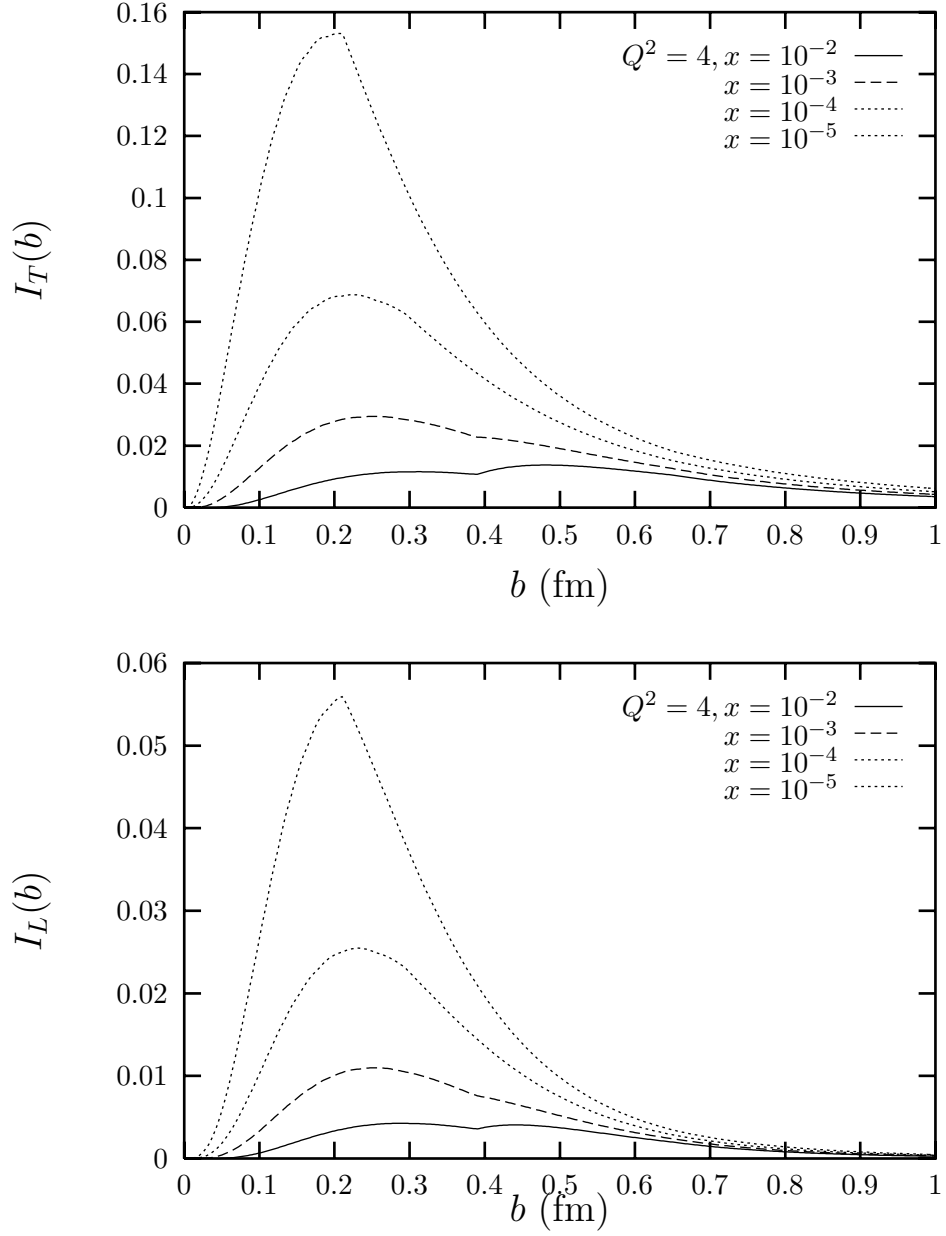 0.16
0.14
0.12
0.1
0.08
0.06
0.04
0.02
0
I_T(b)
Q^2 = 4, x = 10^{-2}
x = 10^{-3}
x = 10^{-4}
x = 10^{-5}
0 0.1 0.2 0.3 0.4 0.5 0.6 0.7 0.8 0.9 1
b (fm)
0.06
0.05
0.04
0.03
0.02
0.01
0
I_L(b)
Q^2 = 4, x = 10^{-2}
x = 10^{-3}
x = 10^{-4}
x = 10^{-5}
0 0.1 0.2 0.3 0.4 0.5 0.6 0.7 0.8 0.9 1
b (fm)